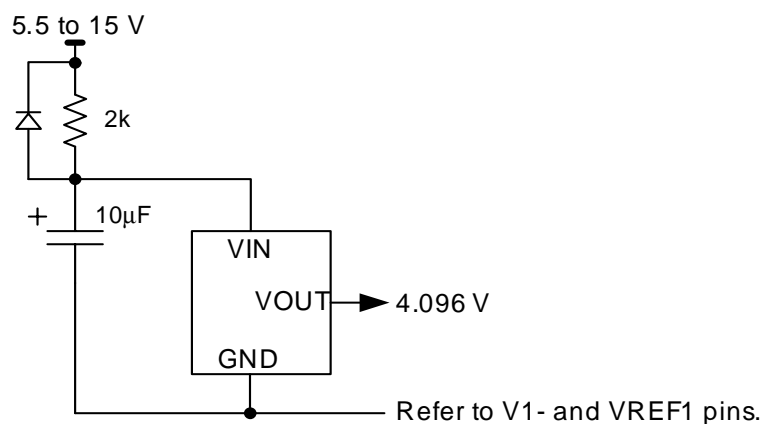 5.5 to 15 V
2k
+
10μF
VIN
VOUT
4.096 V
GND
Refer to V1- and VREF1 pins.